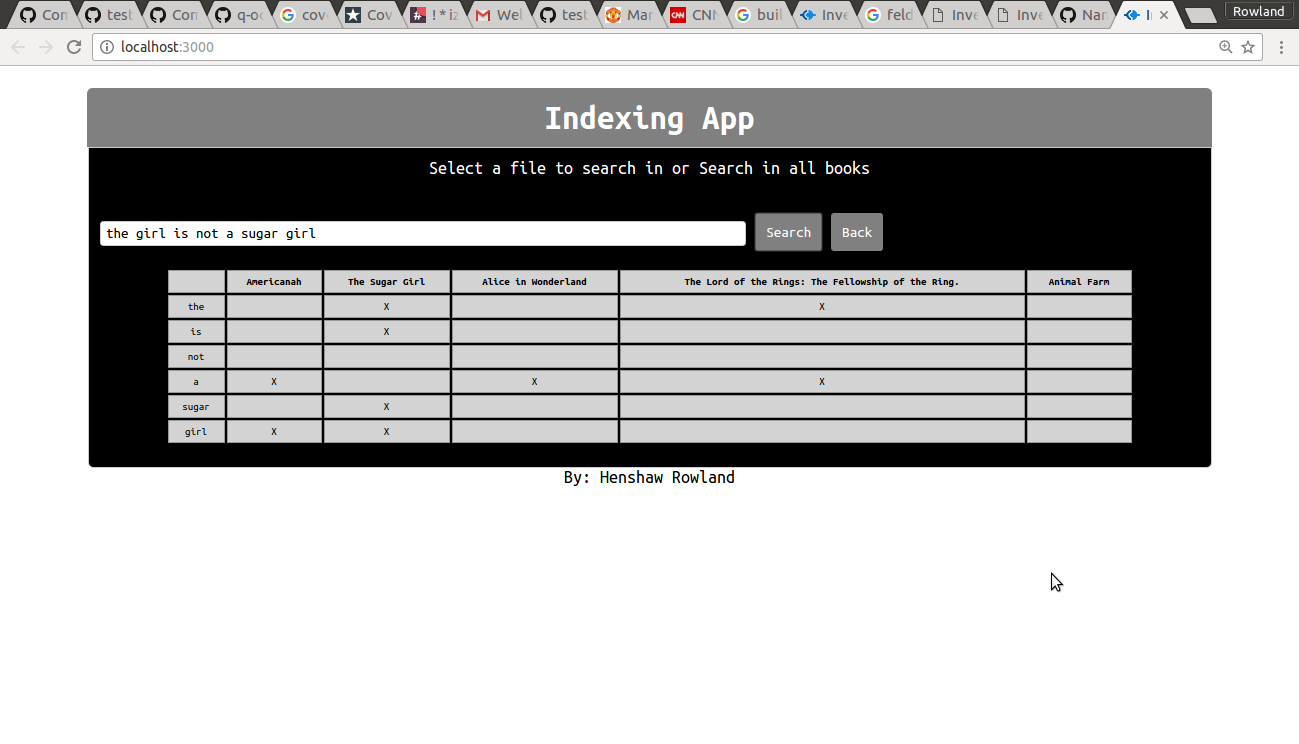 Con test Con q-oc cove Cov !*iz Wel test Mar CNN buil Inve feld Inve Inve Nan I Rowland
localhost:3000
Indexing App
Select a file to search in or Search in all books
the girl is not a sugar girl Search Back
Americanah The Sugar Girl Alice in Wonderland The Lord of the Rings: The Fellowship of the Ring. Animal Farm
the X X
is X
not
a X X X
sugar X
girl X X
By: Henshaw Rowland